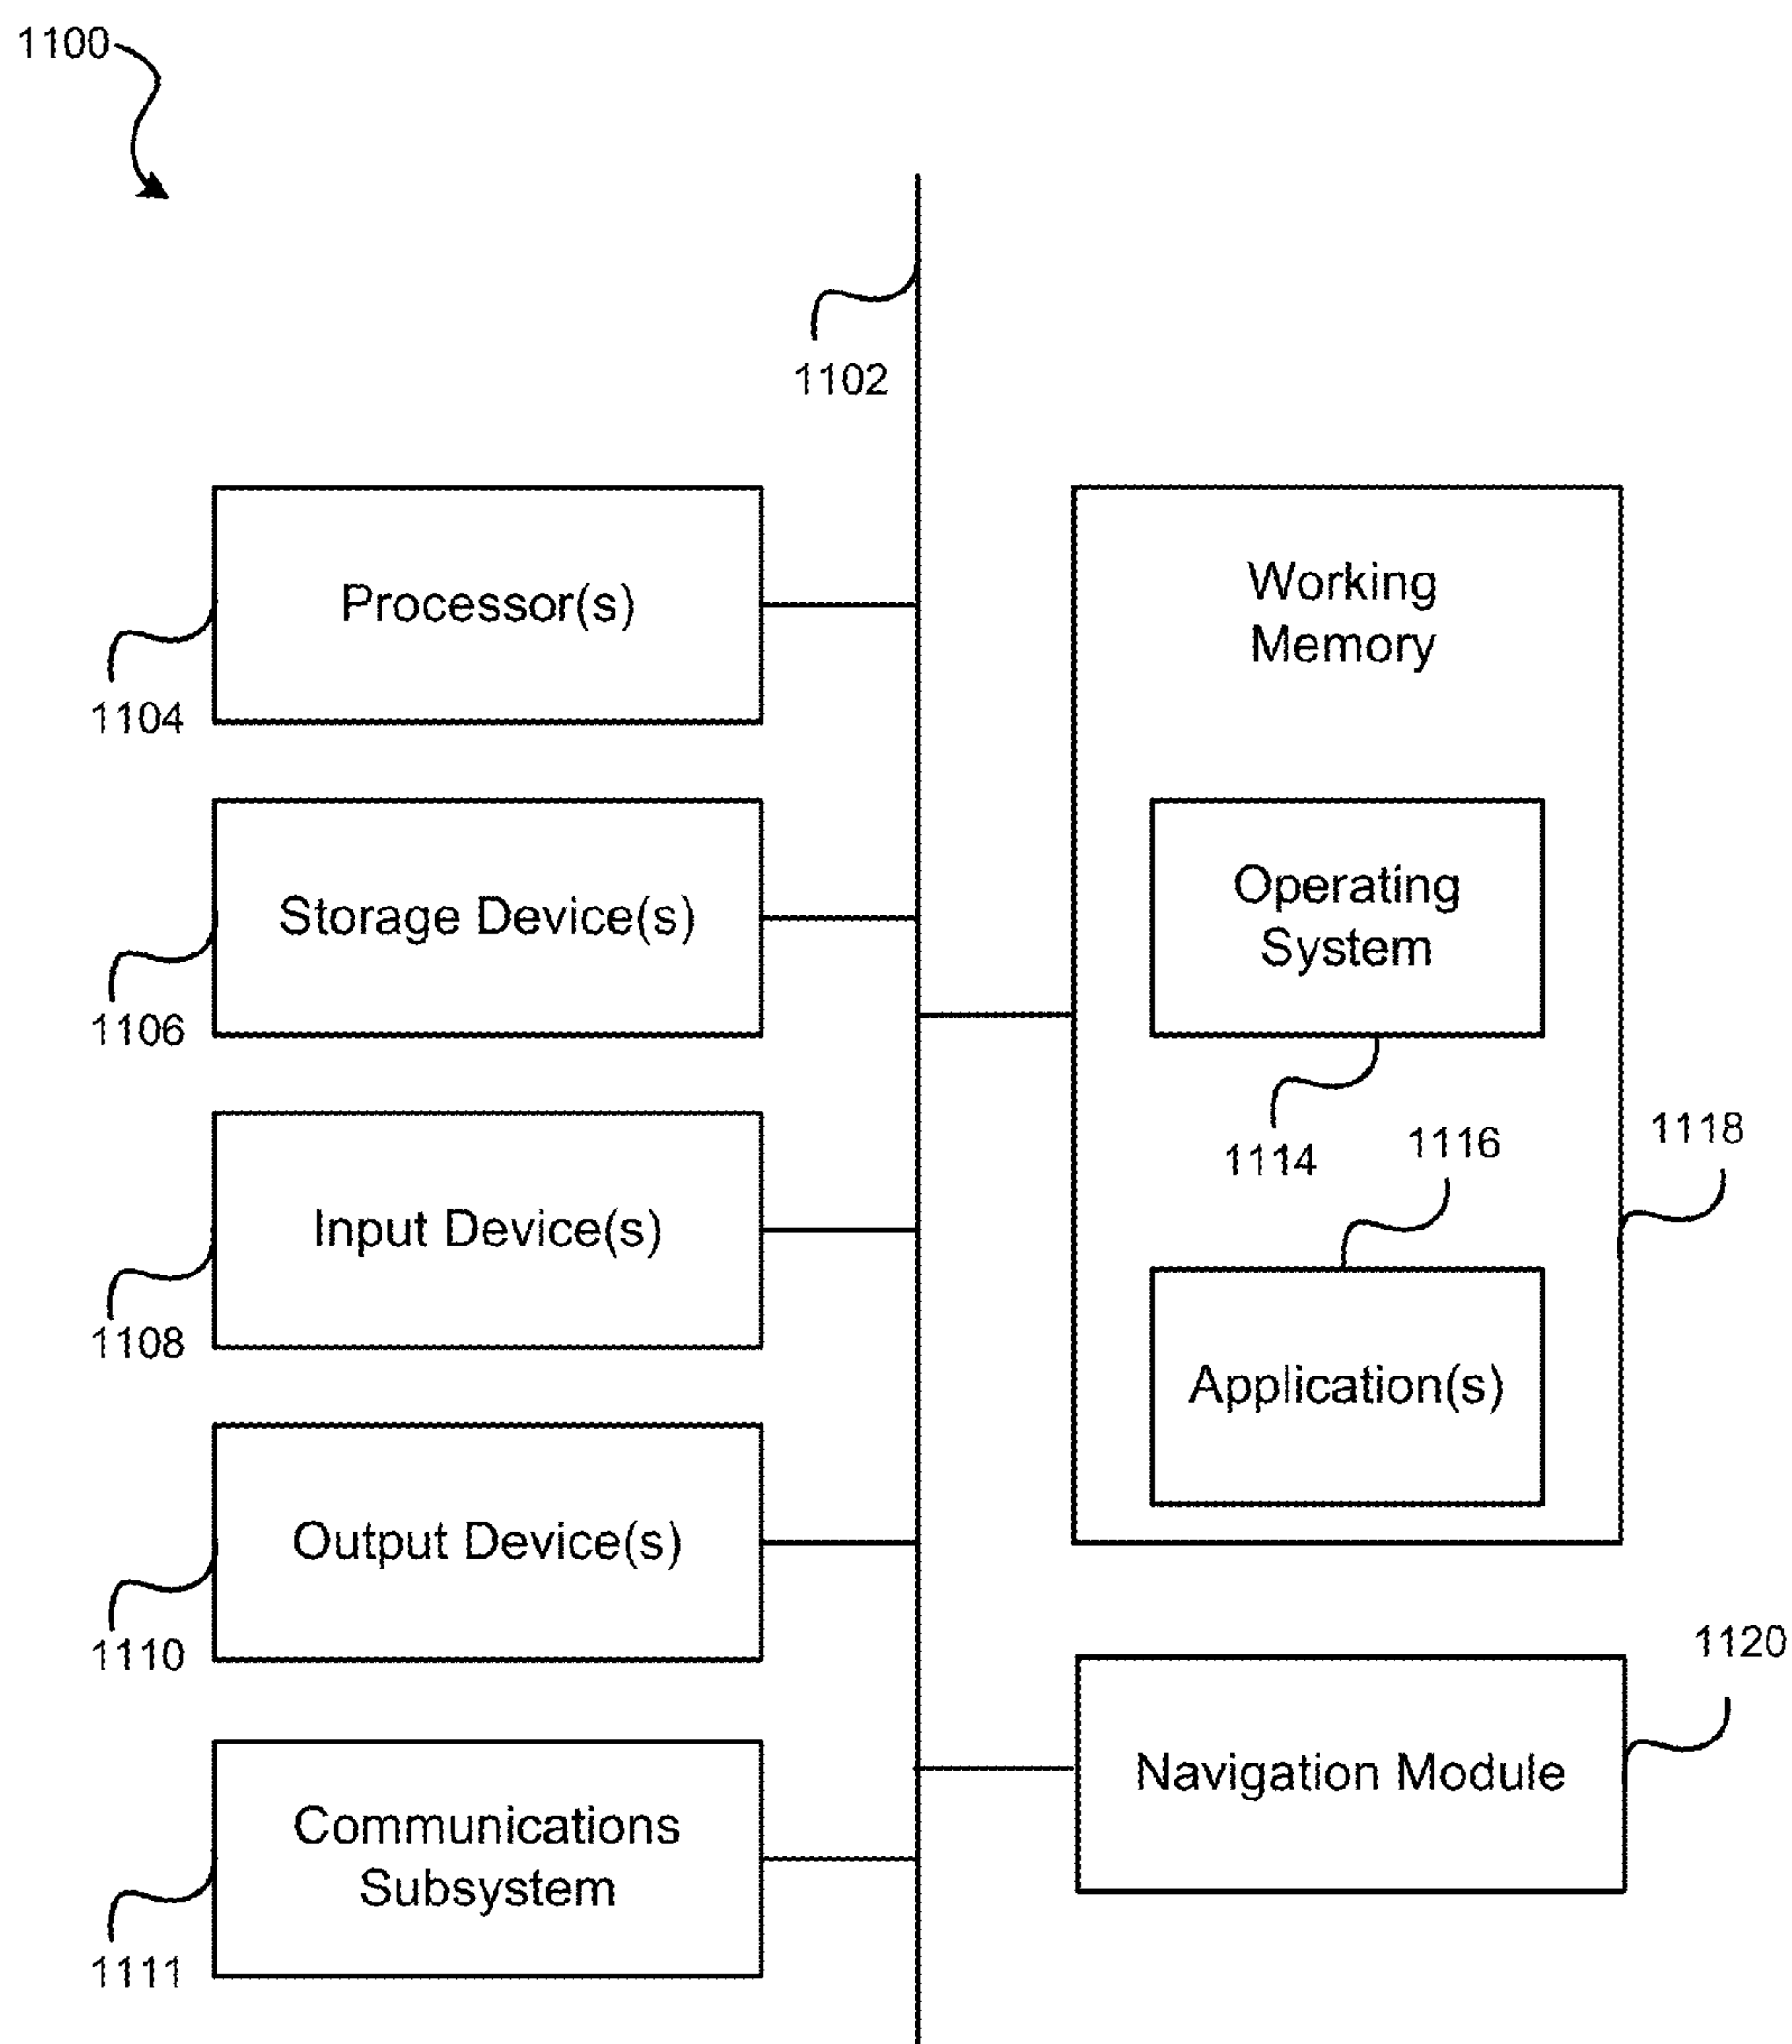 1100
1102
Processor(s)
1104
Storage Device(s)
1106
Input Device(s)
1108
Output Device(s)
1110
Communications
Subsystem
1111
Working
Memory
Operating
System
1114
1116
1118
Application(s)
1120
Navigation Module